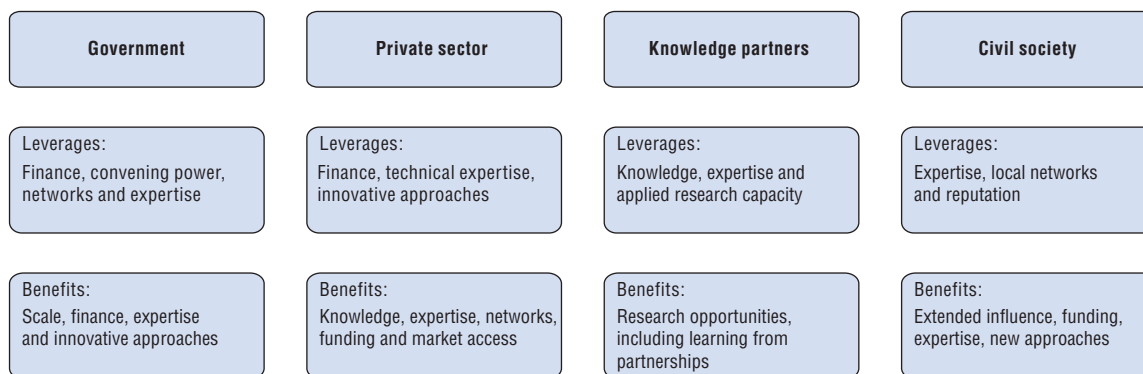 Government
Private sector
Knowledge partners
Civil society
Leverages:
Finance, convening power,
networks and expertise
Leverages:
Finance, technical expertise,
innovative approaches
Leverages:
Knowledge, expertise and
applied research capacity
Leverages:
Expertise, local networks
and reputation
Benefits:
Scale, finance, expertise
and innovative approaches
Benefits:
Knowledge, expertise, networks,
funding and market access
Benefits:
Research opportunities,
including learning from
partnerships
Benefits:
Extended influence, funding,
expertise, new approaches